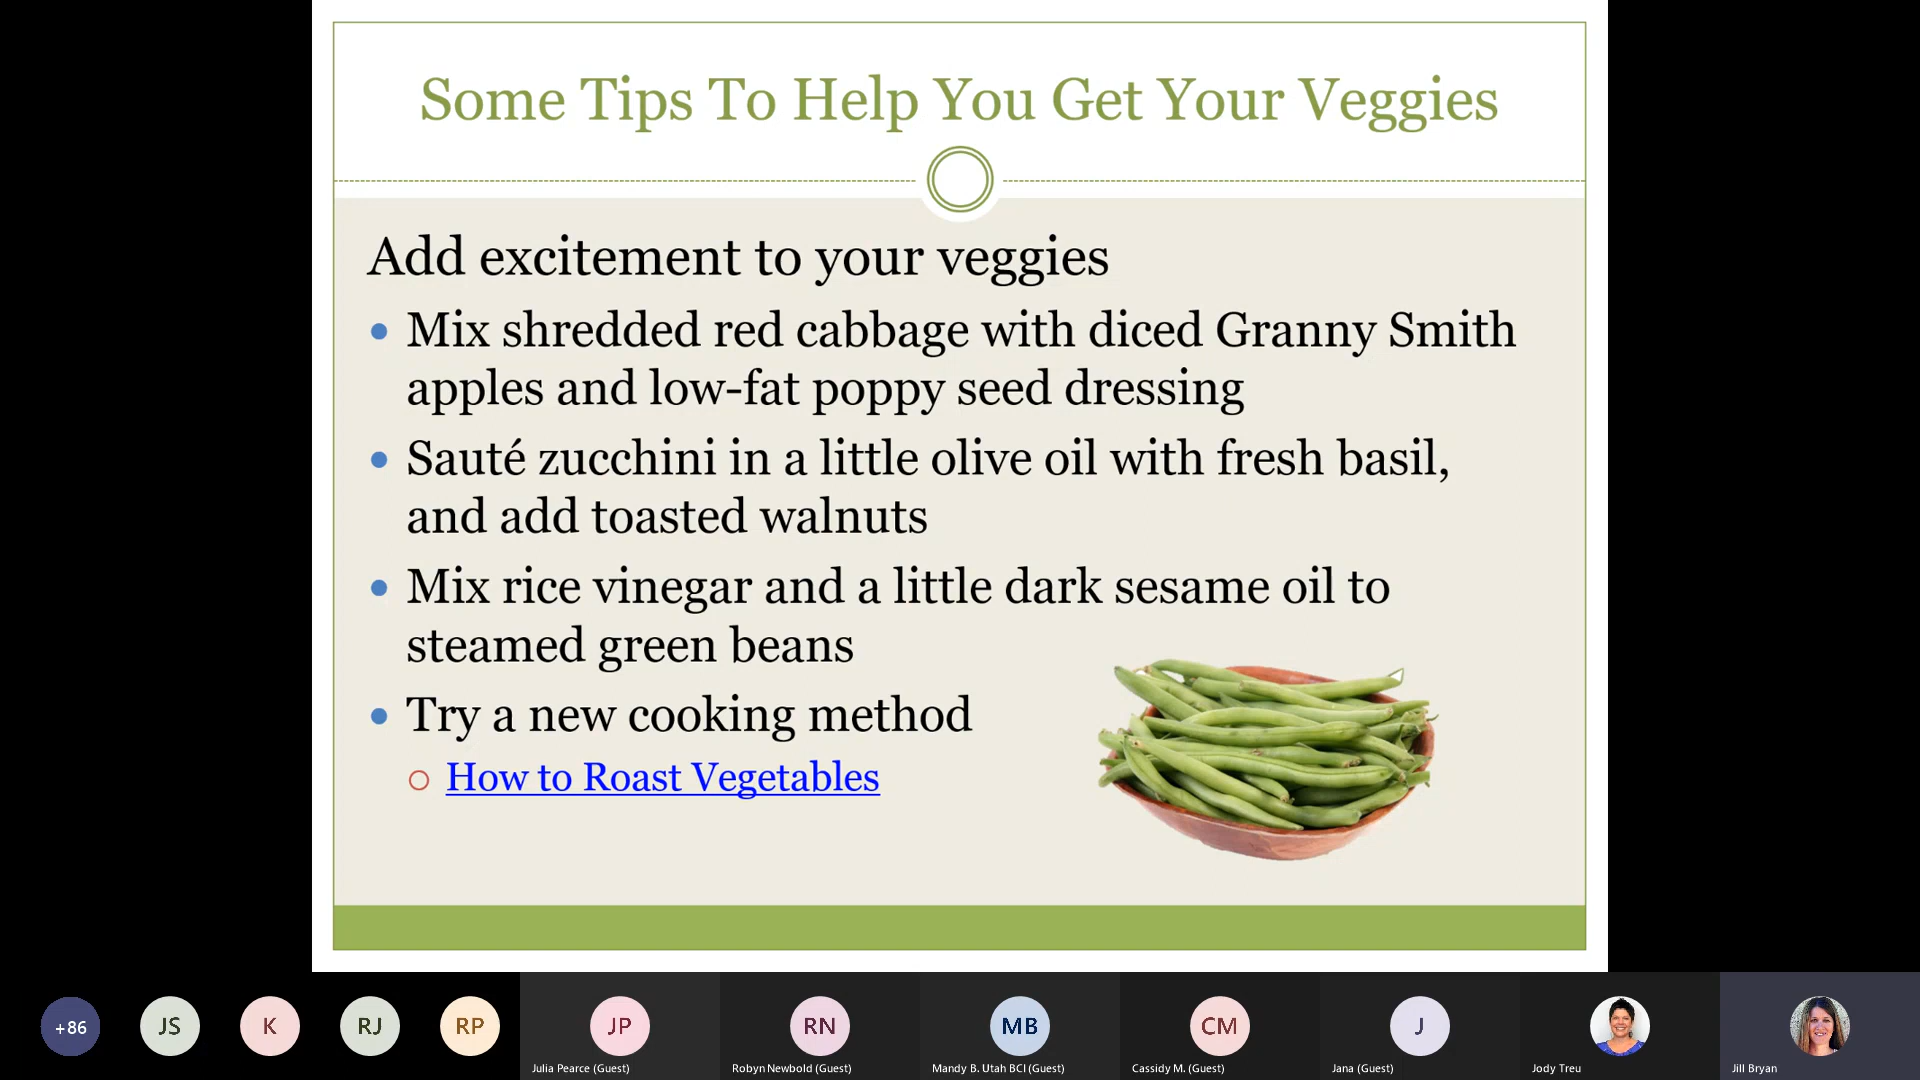 Some Tips To Help You Get Your Veggies
Add excitement to your veggies
Mix shredded red cabbage with diced Granny Smith
apples and low-fat poppy seed dressing
Sauté zucchini in a little olive oil with fresh basil,
and add toasted walnuts
Mix rice vinegar and a little dark sesame oil to
steamed green beans
Try a new cooking method
How to Roast Vegetables
+86
JS
K
RJ
RP
JP
RN
MB
CM
J
Julia Pearce (Guest)
Robyn Newbold (Guest)
Mandy B. Utah BCI (Guest)
Cassidy M. (Guest)
Jana (Guest)
Jody Treu
Jill Bryan